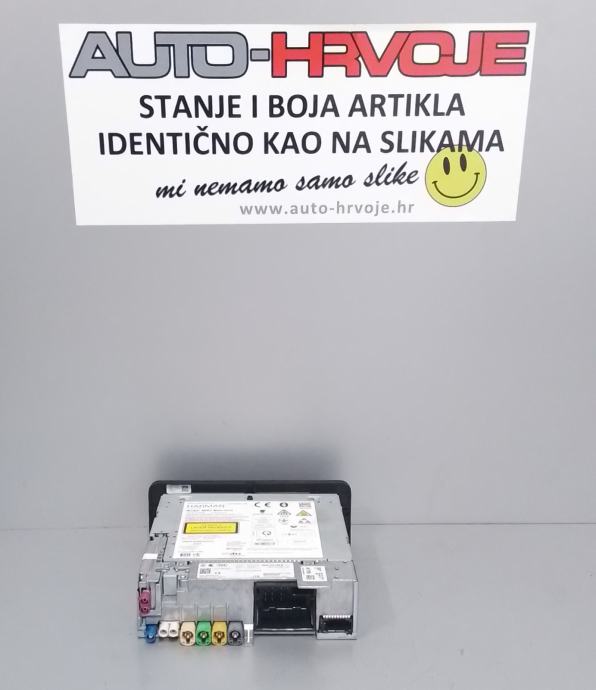 AUTO-HRVOJE
STANJE I BOJA ARTIKLA
IDENTIČNO KAO NA SLIKAMA
mi nemamo samo slike
www.auto-hrvoje.hr
HARMAN